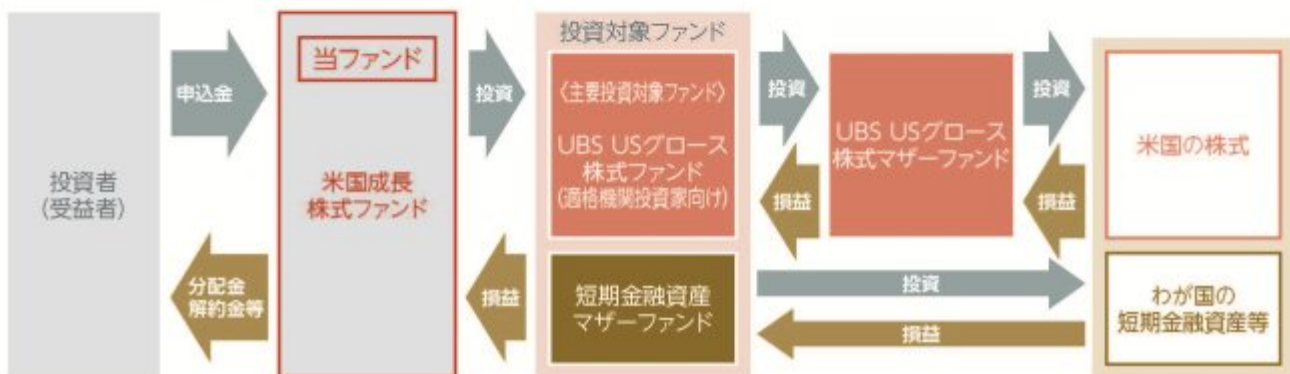 投資者
(受益者)
申込金
分配金
解約金等
当ファンド
米国成長
株式ファンド
投資
損益
投資対象ファンド
〈主要投資対象ファンド〉
UBS USグロース
株式ファンド
(適格機関投資家向け)
短期金融資産
マザーファンド
投資
損益
UBS USグロース
株式マザーファンド
投資
損益
投資
損益
米国の株式
わが国の
短期金融資産等